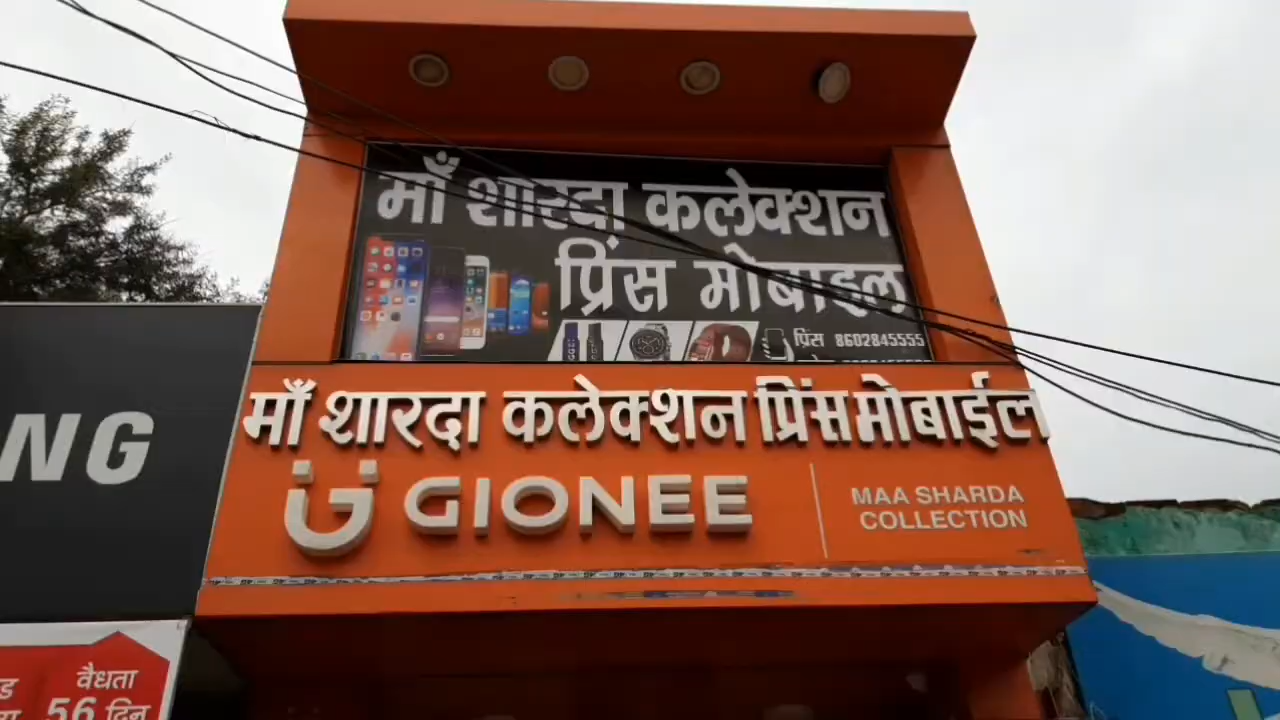 माँ शारदा कलेक्शन
प्रिंस मोबाइल
प्रिंस 8602845555
माँ शारदा कलेक्शन प्रिंस मोबाईल
GIONEE
MAA SHARDA
COLLECTION
NG
वैधता
56 दिन